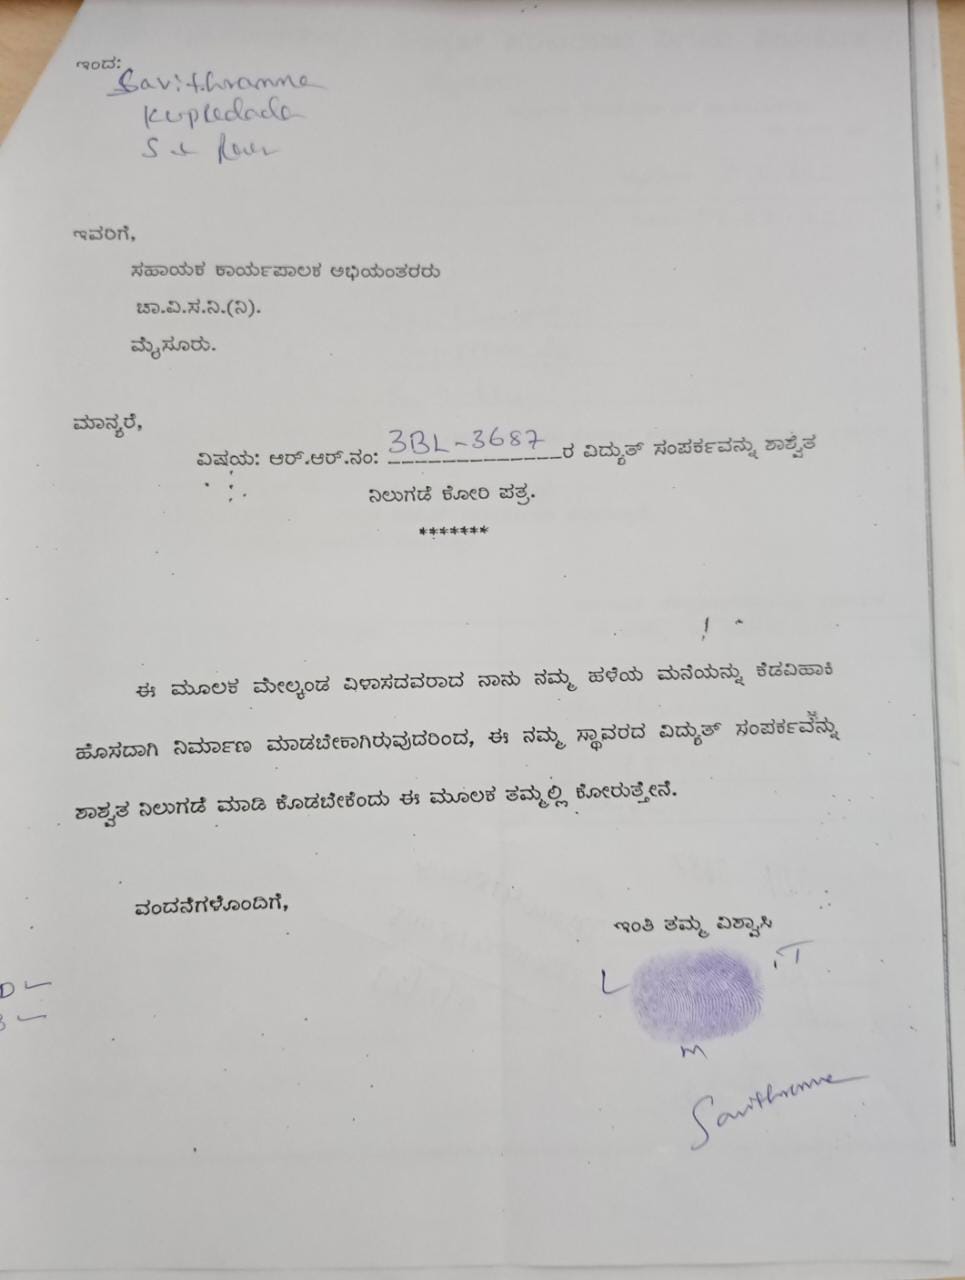 ಇಂದ:
Savithramma
ಇವರಿಗೆ,
ಸಹಾಯಕ ಕಾರ್ಯಪಾಲಕ ಅಭಿಯಂತರರು
ಚಾ.ವಿ.ಸ.ನಿ.(ನಿ).
ಮೈಸೂರು.
ಮಾನ್ಯರೆ,
ವಿಷಯ: ಆರ್.ಆರ್.ನಂ: 3BL-3687 ರ ವಿದ್ಯುತ್ ಸಂಪರ್ಕವನ್ನು ಶಾಶ್ವತ
ನಿಲುಗಡೆ ಕೋರಿ ಪತ್ರ.
*******
ಈ ಮೂಲಕ ಮೇಲ್ಕಂಡ ವಿಳಾಸದವರಾದ ನಾನು ನಮ್ಮ ಹಳೆಯ ಮನೆಯನ್ನು ಕೆಡವಿಹಾಕಿ
ಹೊಸದಾಗಿ ನಿರ್ಮಾಣ ಮಾಡಬೇಕಾಗಿರುವುದರಿಂದ, ಈ ನಮ್ಮ ಸ್ಥಾವರದ ವಿದ್ಯುತ್ ಸಂಪರ್ಕವನ್ನು
ಶಾಶ್ವತ ನಿಲುಗಡೆ ಮಾಡಿ ಕೊಡಬೇಕೆಂದು ಈ ಮೂಲಕ ತಮ್ಮಲ್ಲಿ ಕೋರುತ್ತೇನೆ.
ವಂದನೆಗಳೊಂದಿಗೆ,
ಇಂತಿ ತಮ್ಮ ವಿಶ್ವಾಸಿ
L .T
m
Savithramma